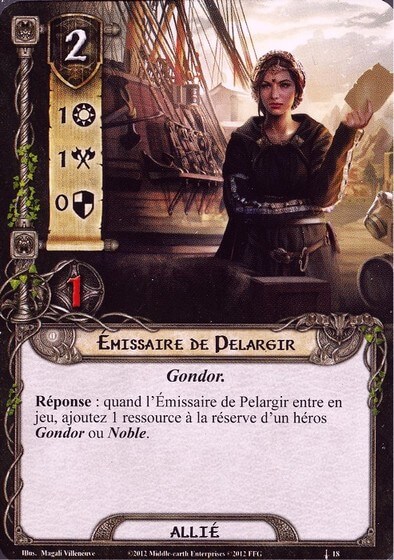 2
1
1
0
1
Émissaire de Pelargir
Gondor.
Réponse : quand l'Émissaire de Pelargir entre en
jeu, ajoutez 1 ressource à la réserve d'un héros
Gondor ou Noble.
ALLIÉ
Illus. Magali Villeneuve ©2012 Middle-earth Enterprises ©2012 FFG 18